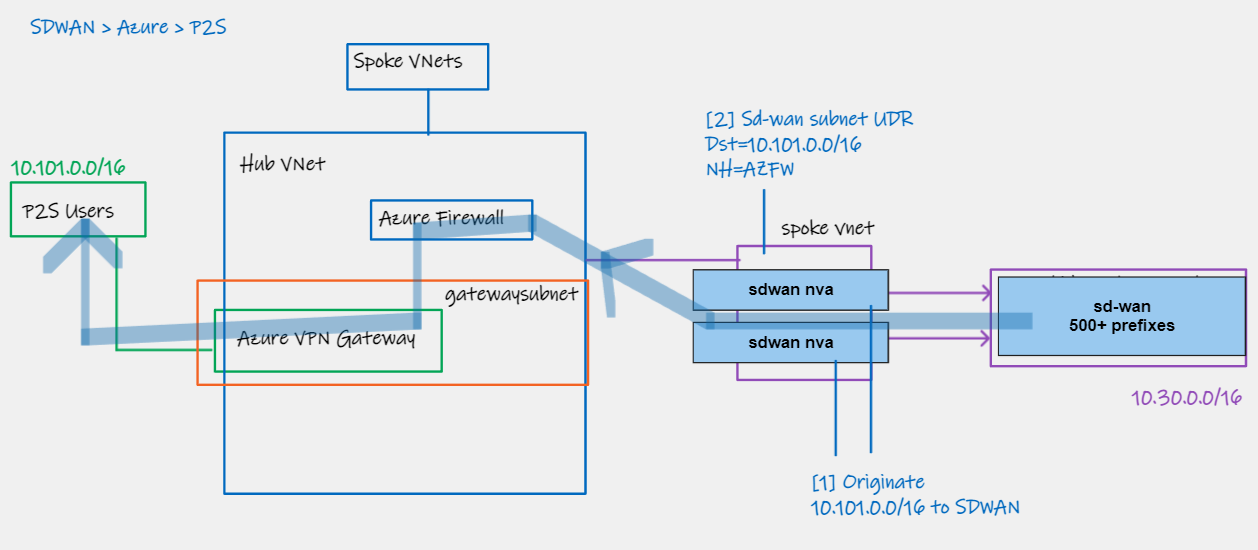 SDWAN > Azure > P2S
Spoke VNets
[2] Sd-wan subnet UDR
Dst=10.101.0.0/16
NH=AZFW
10.101.0.0/16
P2S Users
Hub VNet
Azure Firewall
spoke vnet
gatewaysubnet
Azure VPN Gateway
sdwan nva
sdwan nva
sd-wan
500+ prefixes
10.30.0.0/16
[1] Originate
10.101.0.0/16 to SDWAN